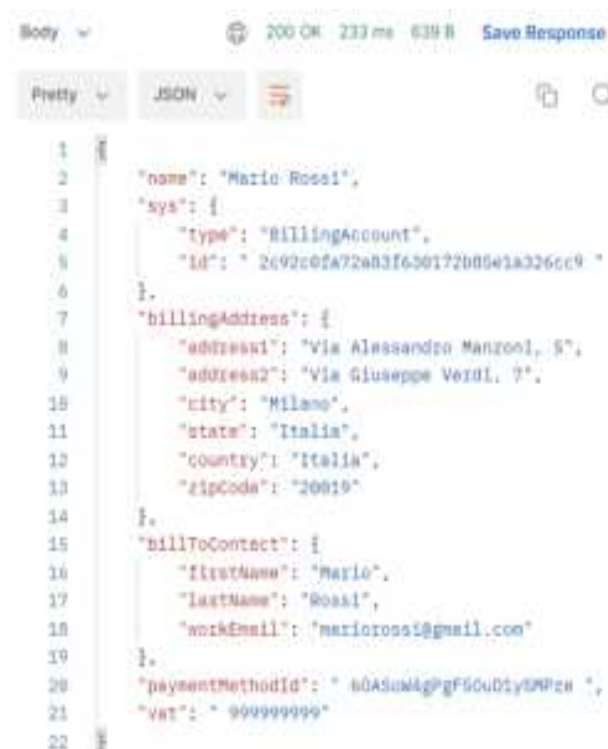 Body 200 OK 233 ms 639 B Save Response
Pretty JSON
1 {
2 "name": "Mario Rossi",
3 "sys": {
4 "type": "BillingAccount",
5 "id":
6 },
7 "billingAddress": {
8 "address1": "Via Alessandro Manzoni, 5",
9 "address2": "Via Giuseppe Verdi, 7",
10 "city": "Milano",
11 "state": "Italia",
12 "country": "Italia",
13 "zipCode": "20019"
14 },
15 "billToContact": {
16 "firstName": "Mario",
17 "lastName": "Rossi",
18 "workEmail": "mariorossi@gmail.com"
19 },
20 "paymentMethodId":
21 "vat": " 999999999"
22 }